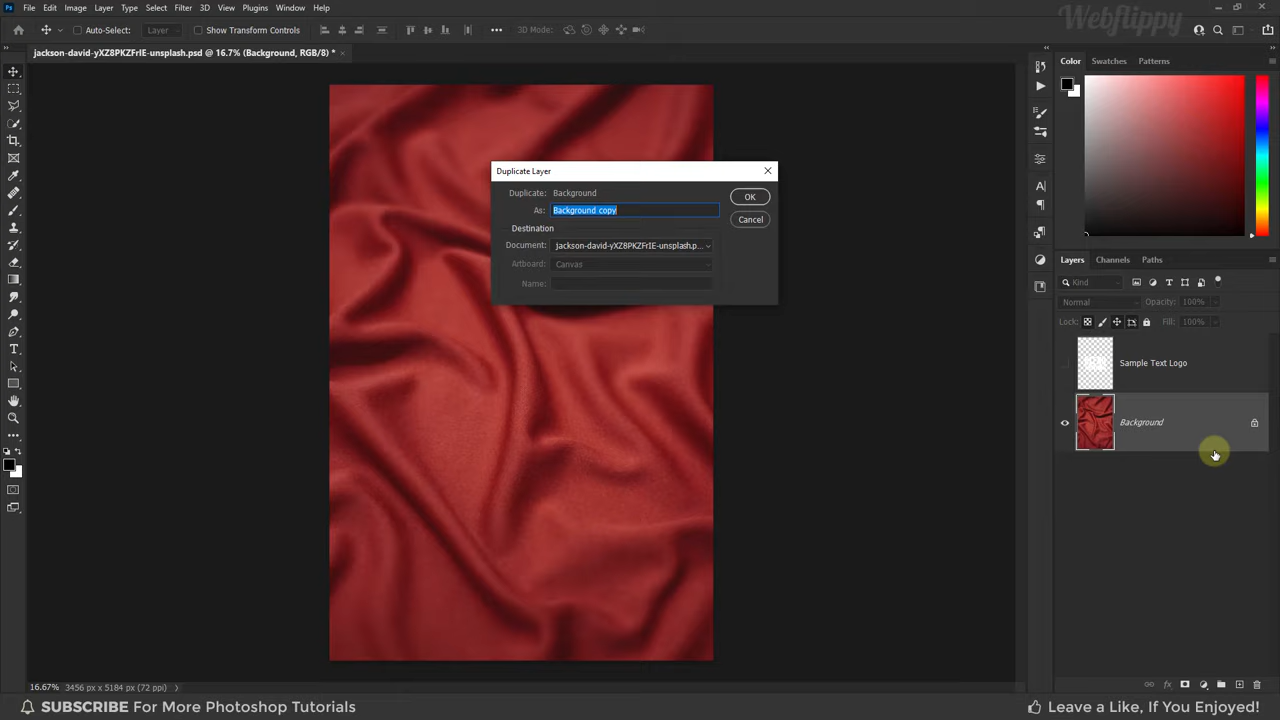 Ps File Edit Image Layer Type Select Filter 3D View Plugins Window Help
Webflippy
Auto-Select: Layer Show Transform Controls 3D Mode:
jackson-david-yXZ8PKZFrIE-unsplash.psd @ 16.7% (Background, RGB/8) *
Color Swatches Patterns
Duplicate Layer
Duplicate: Background
OK
As: Background copy
Cancel
Destination
Document: jackson-david-yXZ8PKZFrIE-unsplash.p...
Artboard: Canvas
Name:
Layers Channels Paths
Kind
Normal Opacity: 100%
Lock: Fill: 100%
Sample Text Logo
Background
16.67% 3456 px x 5184 px (72 ppi)
SUBSCRIBE For More Photoshop Tutorials
Leave a Like, If You Enjoyed!